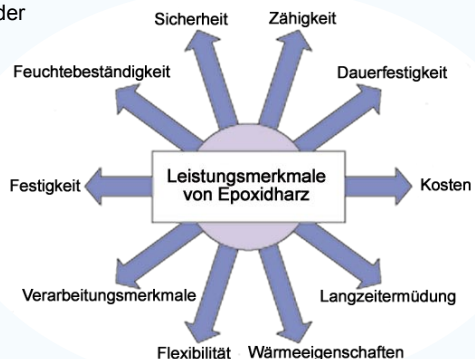 der
Sicherheit
Zähigkeit
Feuchtebeständigkeit
Dauerfestigkeit
Festigkeit
Leistungsmerkmale
von Epoxidharz
Kosten
Verarbeitungsmerkmale
Langzeitermüdung
Flexibilität
Wärmeeigenschaften